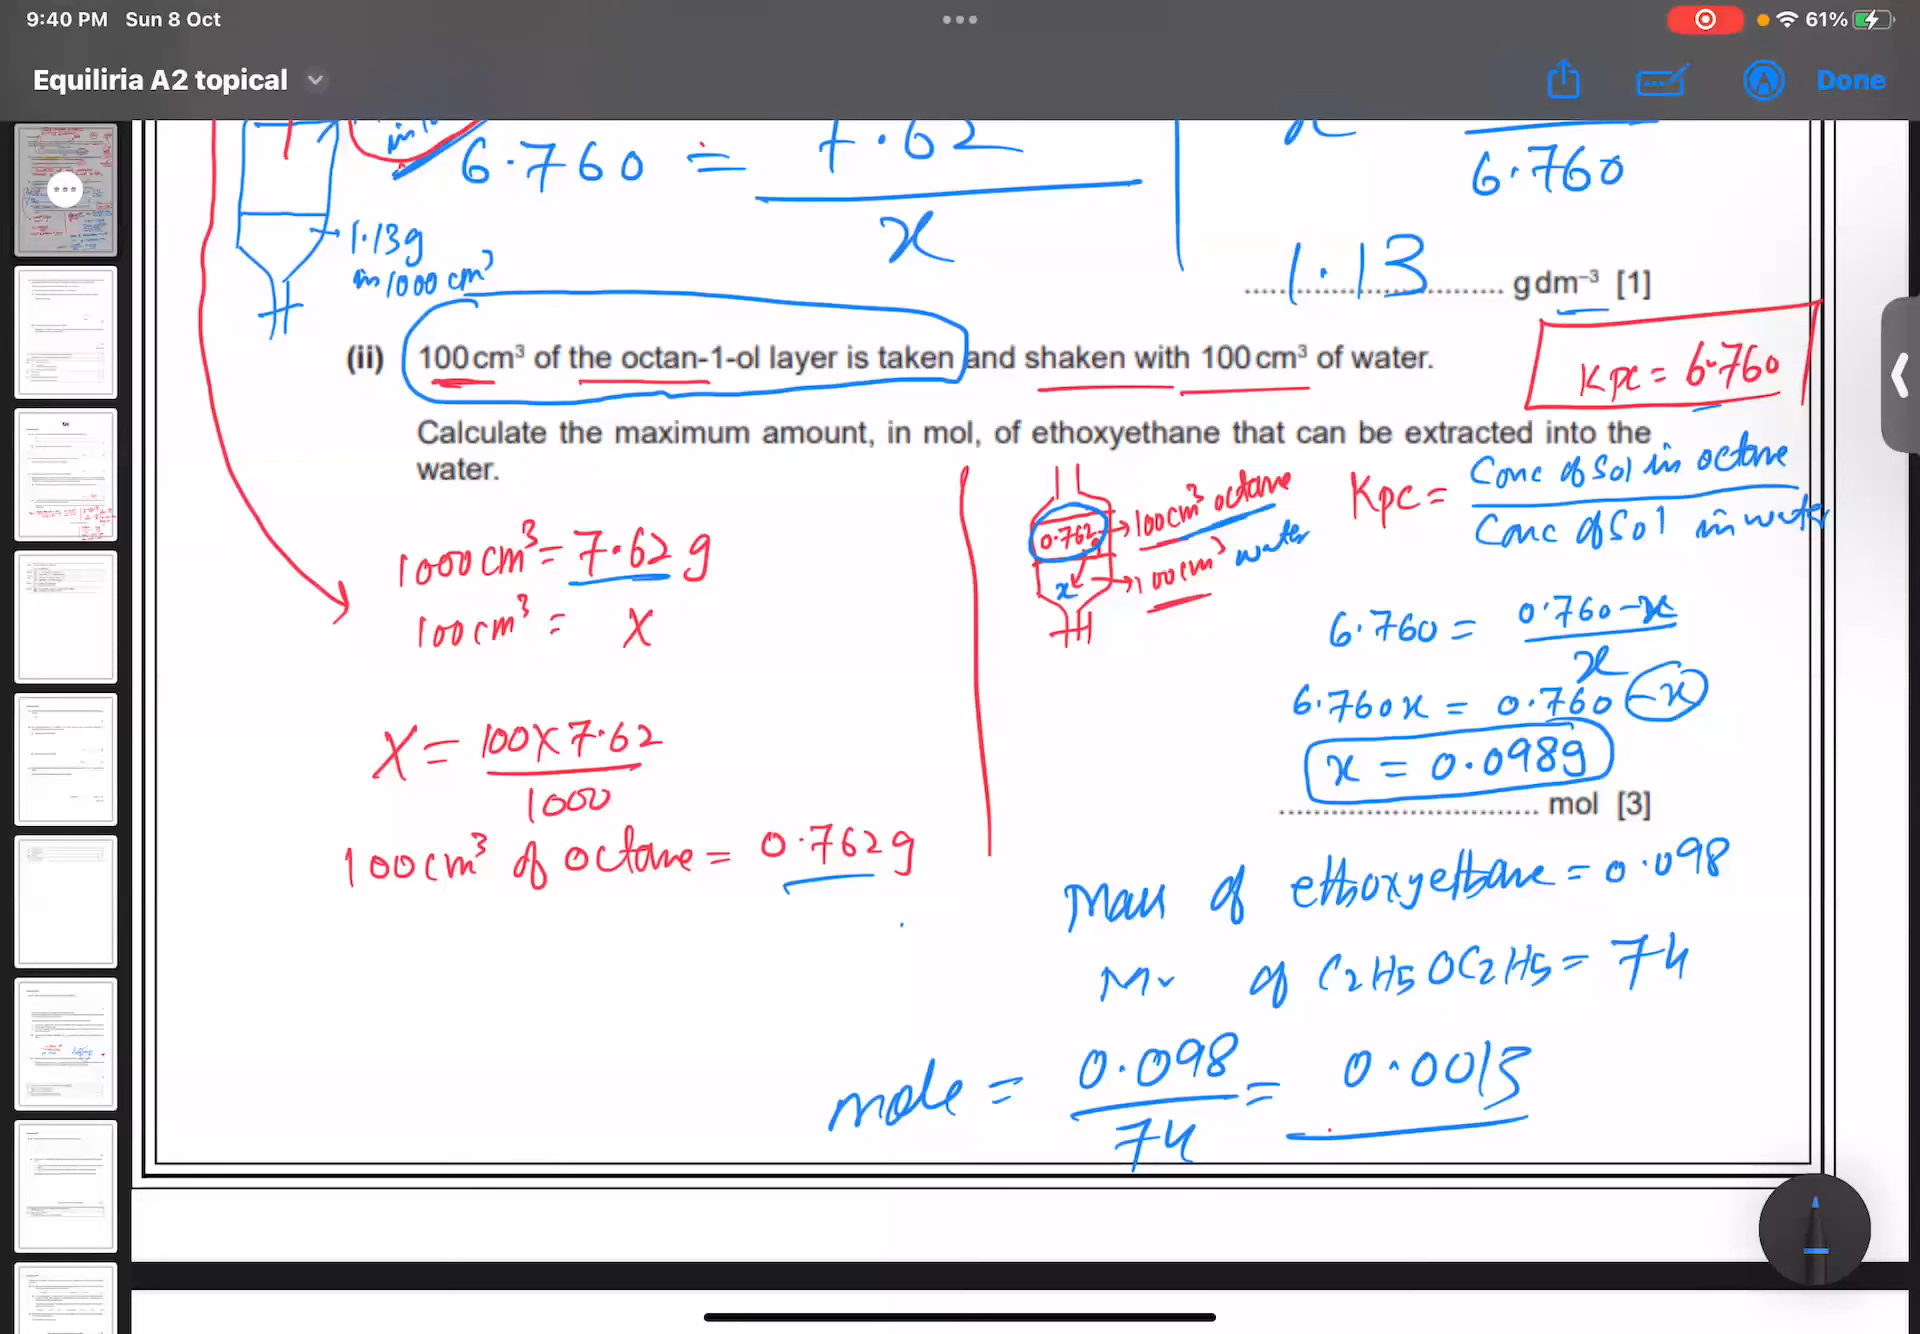 9:40 PM Sun 8 Oct
61%
Equiliria A2 topical
Done
6.760 = 7.62
x
6.760
1.13g
in 1000 cm³
1.13 gdm⁻³ [1]
(ii) 100 cm³ of the octan-1-ol layer is taken and shaken with 100 cm³ of water.
Kpc = 6.760
Calculate the maximum amount, in mol, of ethoxyethane that can be extracted into the
water.
1000 cm³ = 7.62 g
100 cm³ = X
X = 100 X 7.62
1000
100 cm³ of octane = 0.762 g
0.762
x
100cm³ octane
100cm³ water
Kpc = Conc of Sol in octane
Conc of Sol in water
6.760 = 0.760-x
x
6.760x = 0.760 -x
x = 0.098g
mol [3]
Mass of ethoxyethane = 0.098
Mr of C2H5OC2H5 = 74
mole = 0.098 = 0.0013
74